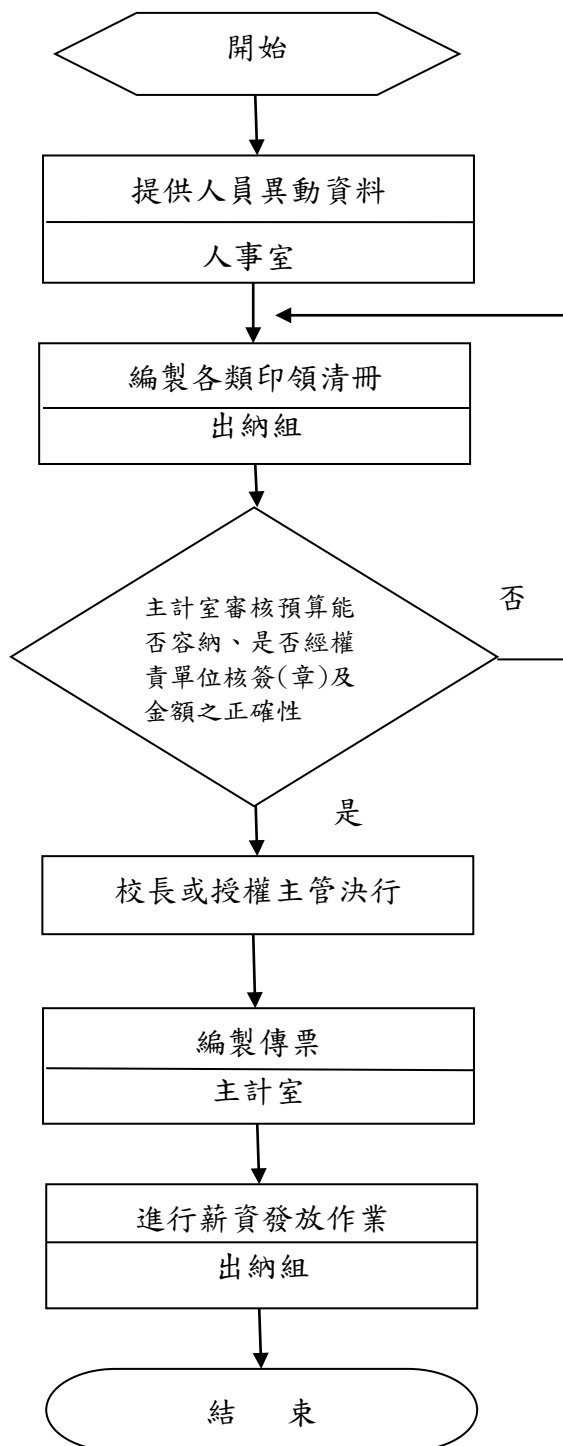 開始
提供人員異動資料
人事室
編製各類印領清冊
出納組
主計室審核預算能
否容納、是否經權
責單位核簽(章)及
金額之正確性
否
是
校長或授權主管決行
編製傳票
主計室
進行薪資發放作業
出納組
結 束